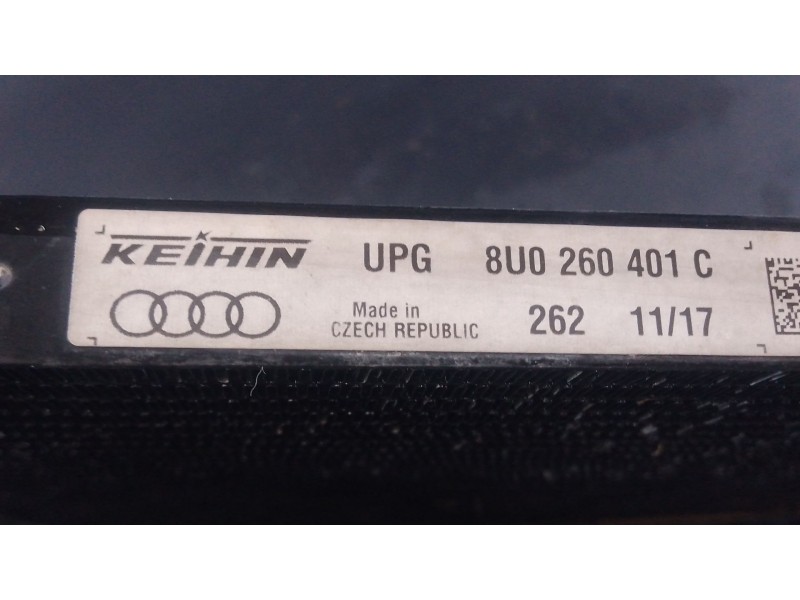 KEIHIN UPG 8U0 260 401 C
Made in
CZECH REPUBLIC 262 11/17